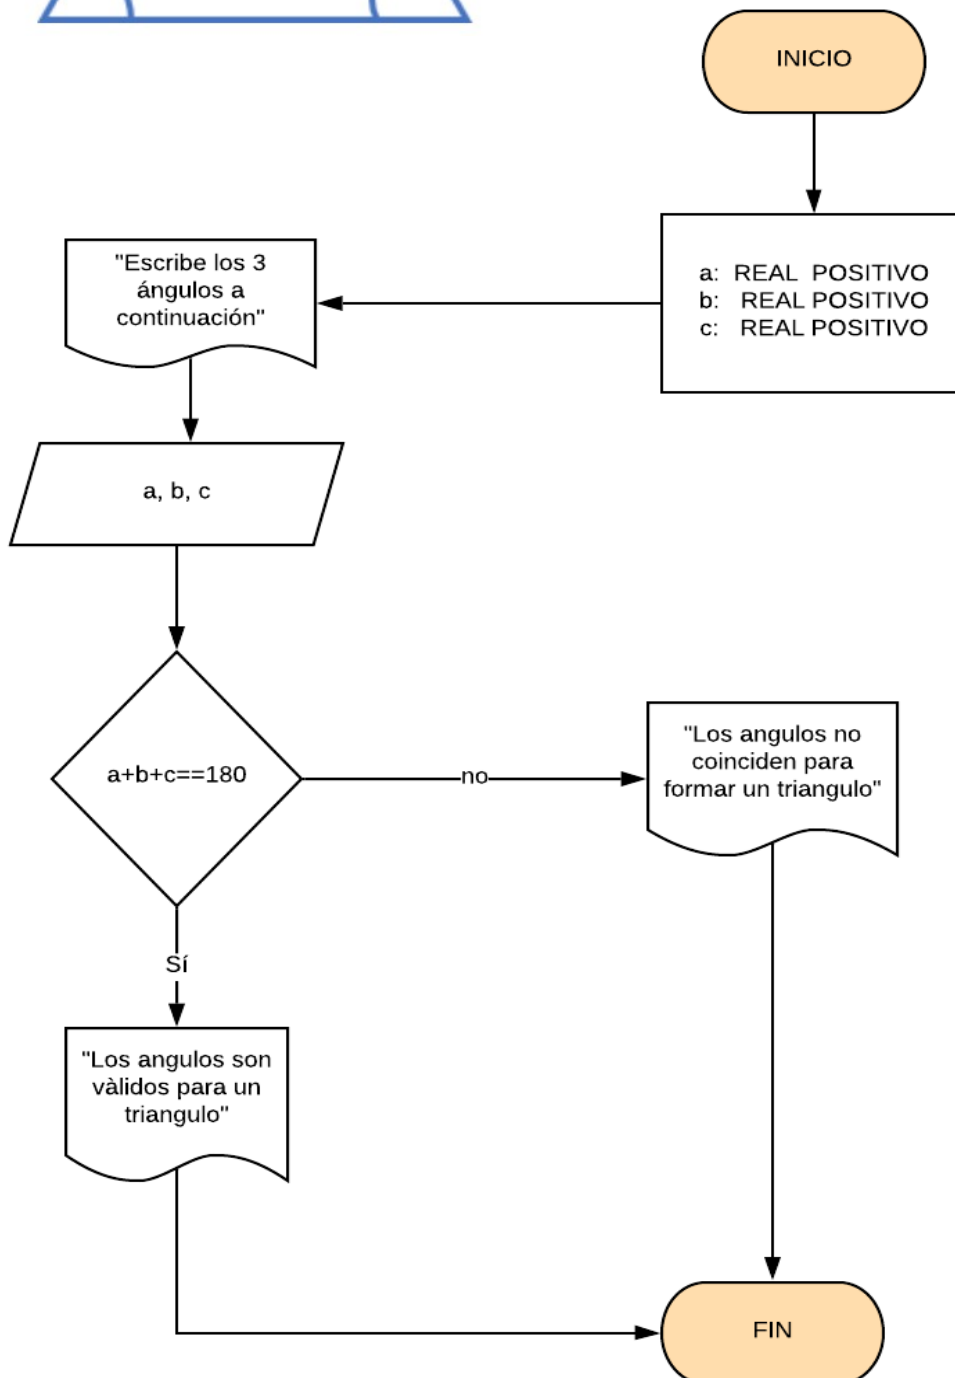 INICIO
a: REAL POSITIVO
b: REAL POSITIVO
c: REAL POSITIVO
"Escribe los 3
ángulos a
continuación"
a, b, c
a+b+c==180
no
"Los angulos no
coinciden para
formar un triangulo"
Sí
"Los angulos son
vàlidos para un
triangulo"
FIN